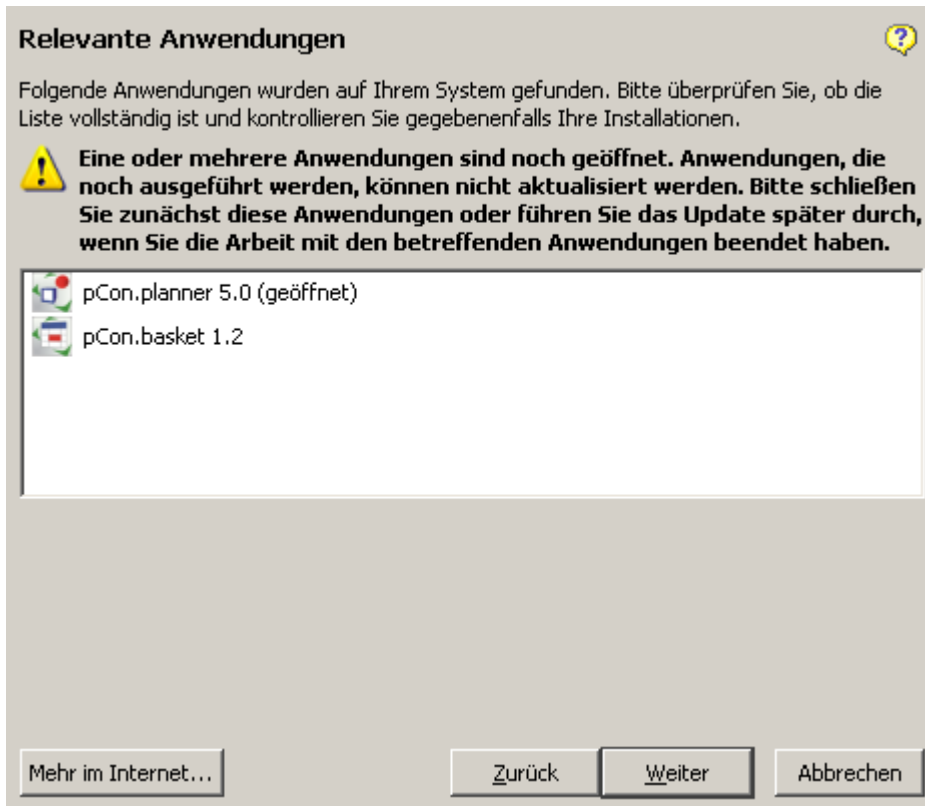 Relevante Anwendungen
Folgende Anwendungen wurden auf Ihrem System gefunden. Bitte überprüfen Sie, ob die
Liste vollständig ist und kontrollieren Sie gegebenenfalls Ihre Installationen.
Eine oder mehrere Anwendungen sind noch geöffnet. Anwendungen, die
noch ausgeführt werden, können nicht aktualisiert werden. Bitte schließen
Sie zunächst diese Anwendungen oder führen Sie das Update später durch,
wenn Sie die Arbeit mit den betreffenden Anwendungen beendet haben.
pCon.planner 5.0 (geöffnet)
pCon.basket 1.2
Mehr im Internet... Zurück Weiter Abbrechen